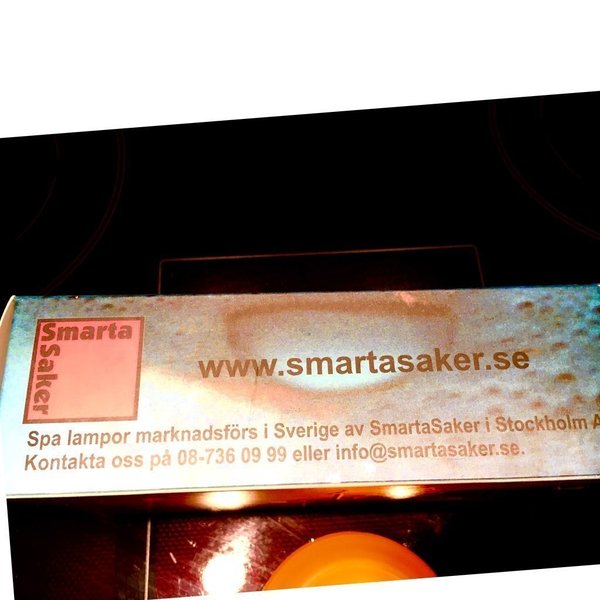 Smarta
Saker
www.smartasaker.se
Spa lampor marknadsförs i Sverige av SmartaSaker i Stockholm
Kontakta oss på 08-736 09 99 eller info@smartasaker.se.